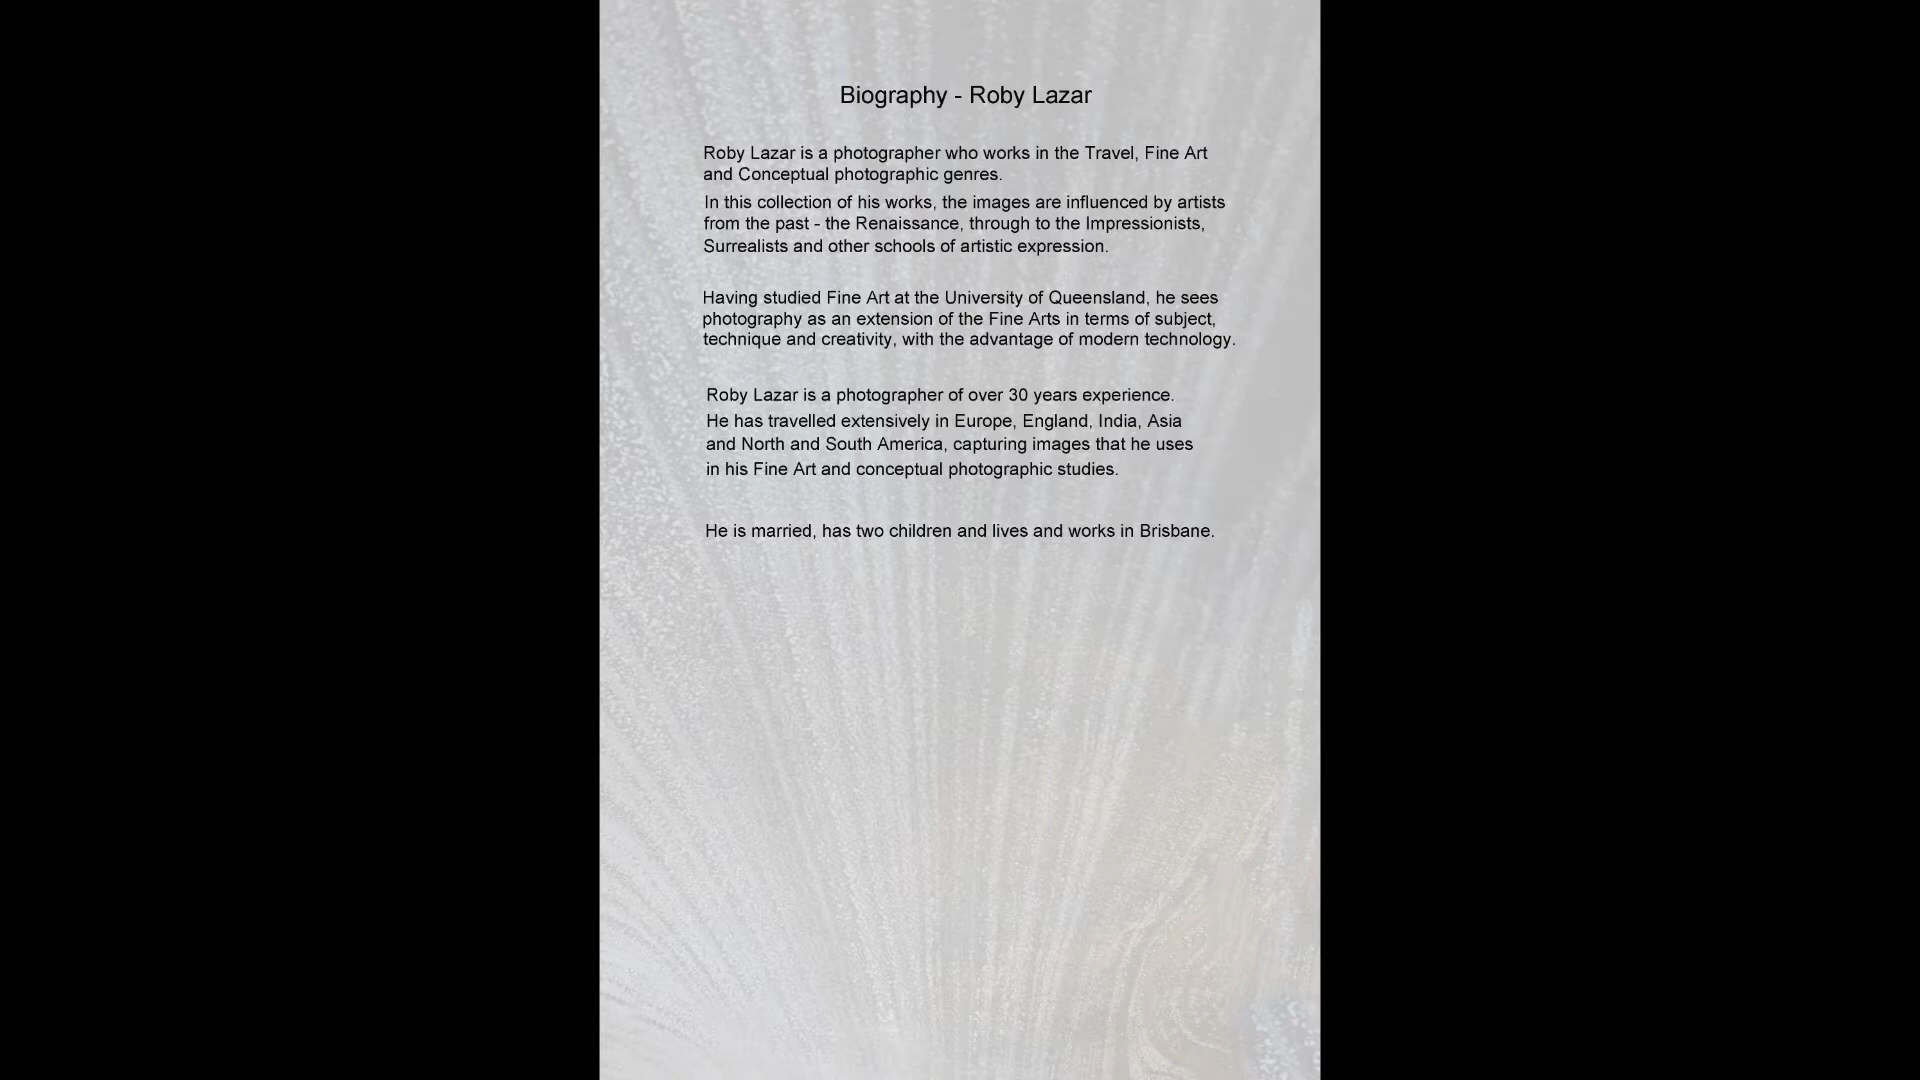 Biography - Roby Lazar
Roby Lazar is a photographer who works in the Travel, Fine Art
and Conceptual photographic genres.
In this collection of his works, the images are influenced by artists
from the past - the Renaissance, through to the Impressionists,
Surrealists and other schools of artistic expression.
Having studied Fine Art at the University of Queensland, he sees
photography as an extension of the Fine Arts in terms of subject,
technique and creativity, with the advantage of modern technology.
Roby Lazar is a photographer of over 30 years experience.
He has travelled extensively in Europe, England, India, Asia
and North and South America, capturing images that he uses
in his Fine Art and conceptual photographic studies.
He is married, has two children and lives and works in Brisbane.